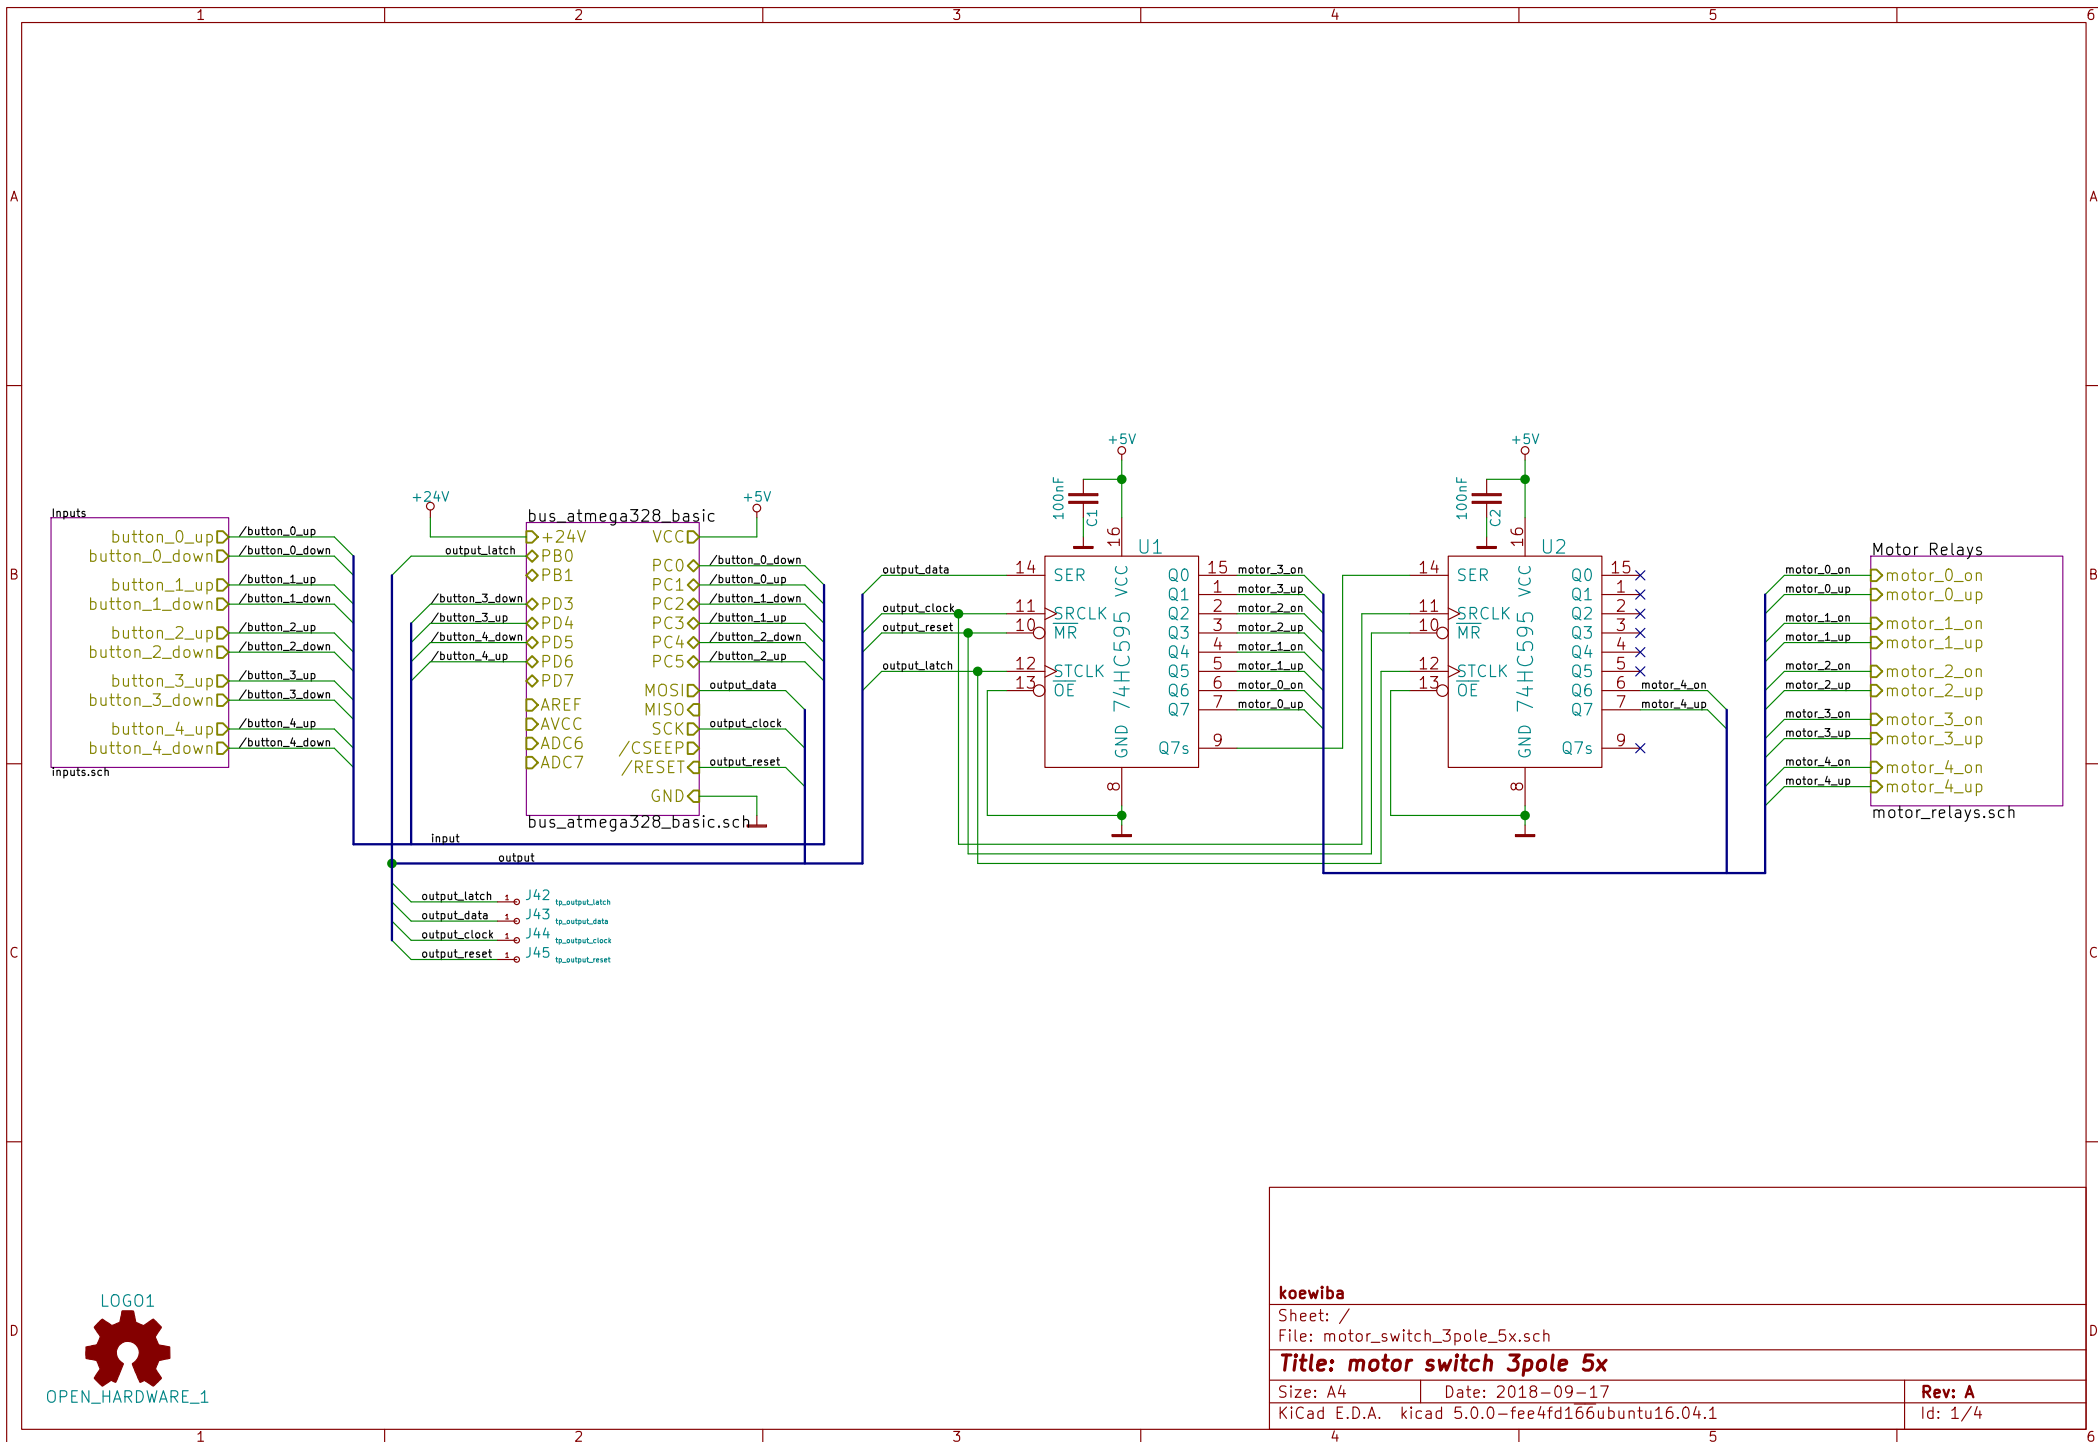 1 2 3 4 5 6
A A
B B
C C
D D
Inputs
button_0_up /button_0_up
button_0_down /button_0_down
button_1_up /button_1_up
button_1_down /button_1_down
button_2_up /button_2_up
button_2_down /button_2_down
button_3_up /button_3_up
button_3_down /button_3_down
button_4_up /button_4_up
button_4_down /button_4_down
inputs.sch
+24V
+5V
bus_atmega328_basic
+24V VCC
output_latch PB0
PB1
/button_3_down PD3
/button_3_up PD4
/button_4_down PD5
/button_4_up PD6
PD7
AREF
AVCC
ADC6
ADC7
PC0 /button_0_down
PC1 /button_0_up
PC2 /button_1_down
PC3 /button_1_up
PC4 /button_2_down
PC5 /button_2_up
MOSI output_data
MISO
SCK output_clock
/CSEEP
/RESET output_reset
GND
bus_atmega328_basic.sch
input
output
output_latch 1 J42 tp_output_latch
output_data 1 J43 tp_output_data
output_clock 1 J44 tp_output_clock
output_reset 1 J45 tp_output_reset
+5V
100nF
C1
16
U1
output_data 14 SER
output_clock 11 SRCLK
output_reset 10 MR
output_latch 12 STCLK
13 OE
VCC
74HC595
GND
8
Q0 15 motor_3_on
Q1 1 motor_3_up
Q2 2 motor_2_on
Q3 3 motor_2_up
Q4 4 motor_1_on
Q5 5 motor_1_up
Q6 6 motor_0_on
Q7 7 motor_0_up
Q7s 9
+5V
100nF
C2
16
U2
14 SER
11 SRCLK
10 MR
12 STCLK
13 OE
VCC
74HC595
GND
8
Q0 15
Q1 1
Q2 2
Q3 3
Q4 4
Q5 5
Q6 6 motor_4_on
Q7 7 motor_4_up
Q7s 9
Motor Relays
motor_0_on motor_0_on
motor_0_up motor_0_up
motor_1_on motor_1_on
motor_1_up motor_1_up
motor_2_on motor_2_on
motor_2_up motor_2_up
motor_3_on motor_3_on
motor_3_up motor_3_up
motor_4_on motor_4_on
motor_4_up motor_4_up
motor_relays.sch
LOGO1
OPEN_HARDWARE_1
koewiba
Sheet: /
File: motor_switch_3pole_5x.sch
Title: motor switch 3pole 5x
Size: A4 Date: 2018-09-17 Rev: A
KiCad E.D.A. kicad 5.0.0-fee4fd166ubuntu16.04.1 Id: 1/4
1 2 3 4 5 6